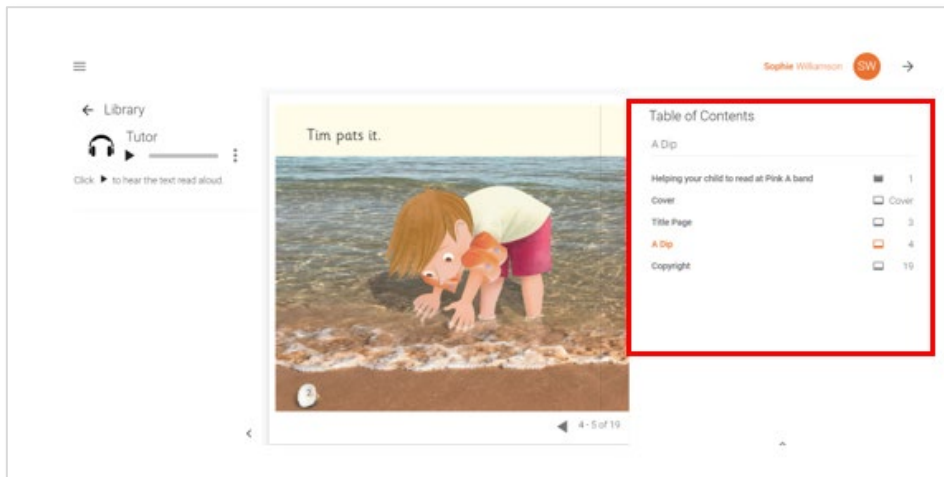 Sophie Williamson SW
Library
Tutor
Click to hear the text read aloud.
Tim pats it.
2
4 - 5 of 19
Table of Contents
A Dip
Helping your child to read at Pink A band 1
Cover Cover
Title Page 3
A Dip 4
Copyright 19